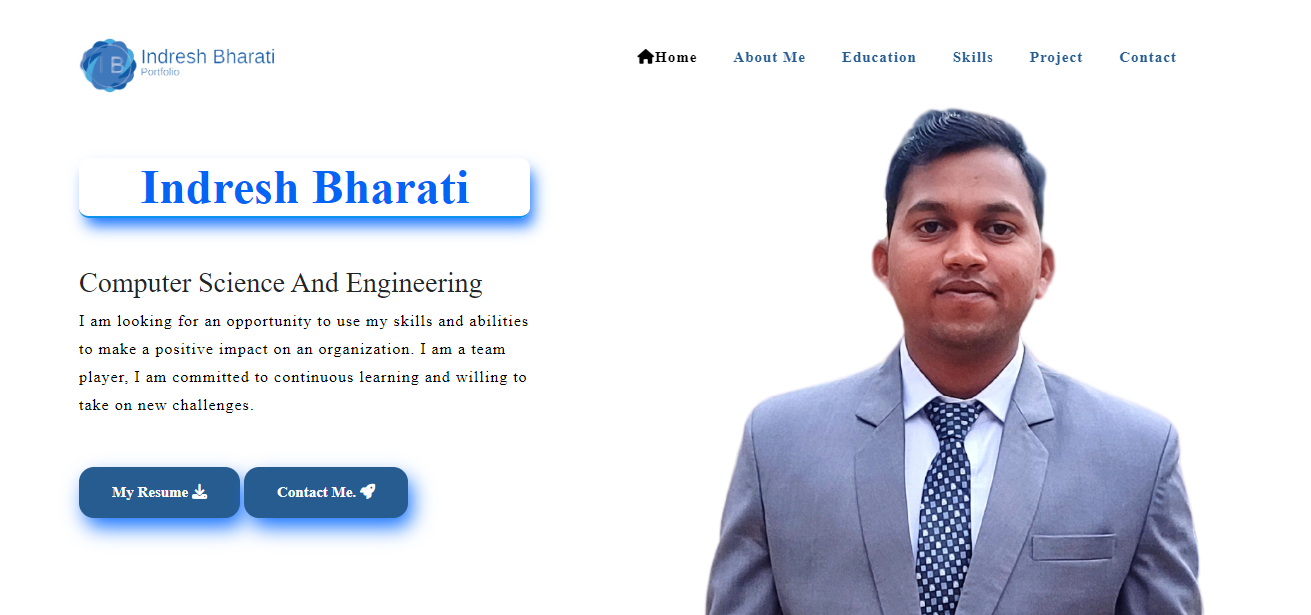 IB Indresh Bharati
Portfolio
Home About Me Education Skills Project Contact
Indresh Bharati
Computer Science And Engineering
I am looking for an opportunity to use my skills and abilities
to make a positive impact on an organization. I am a team
player, I am committed to continuous learning and willing to
take on new challenges.
My Resume Contact Me.